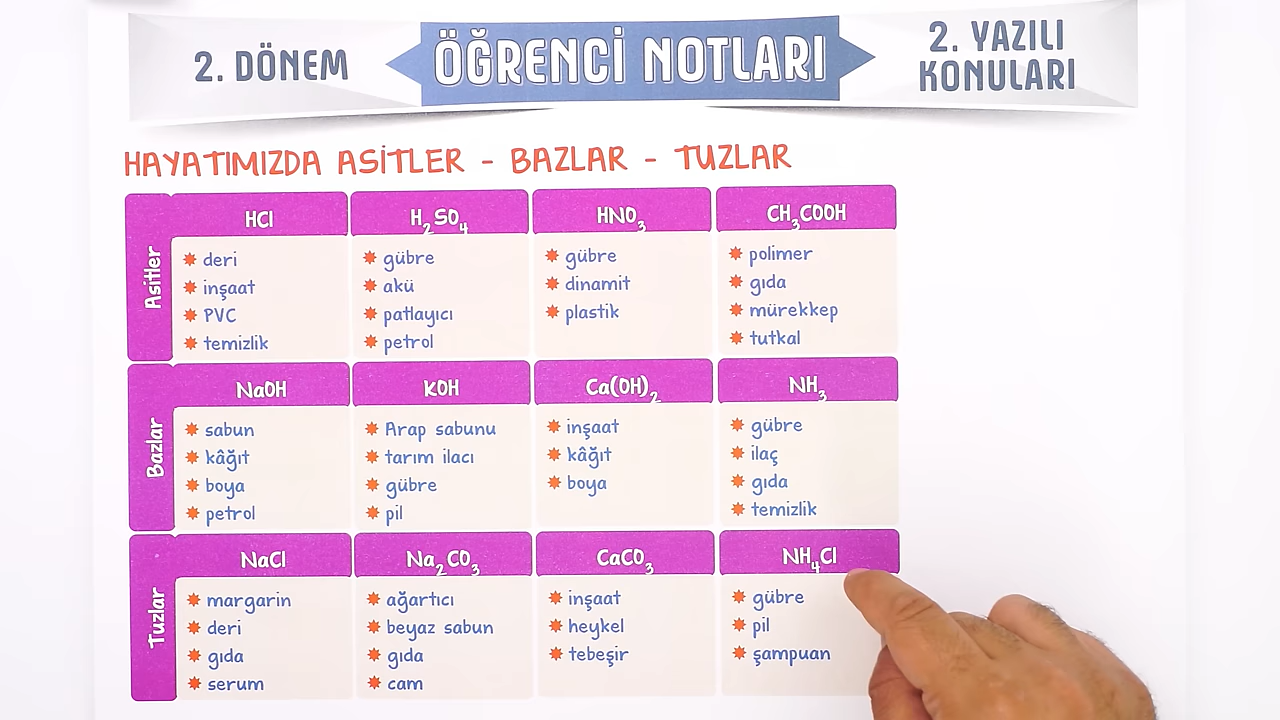 2. DÖNEM
ÖĞRENCİ NOTLARI
2. YAZILI
KONULARI
HAYATIMIZDA ASİTLER - BAZLAR - TUZLAR
Asitler
HCl
deri
inşaat
PVC
temizlik
H₂SO₄
gübre
akü
patlayıcı
petrol
HNO₃
gübre
dinamit
plastik
CH₃COOH
polimer
gıda
mürekkep
tutkal
Bazlar
NaOH
sabun
kâğıt
boya
petrol
KOH
Arap sabunu
tarım ilacı
gübre
pil
Ca(OH)₂
inşaat
kâğıt
boya
NH₃
gübre
ilaç
gıda
temizlik
Tuzlar
NaCl
margarin
deri
gıda
serum
Na₂CO₃
ağartıcı
beyaz sabun
gıda
cam
CaCO₃
inşaat
heykel
tebeşir
NH₄Cl
gübre
pil
şampuan